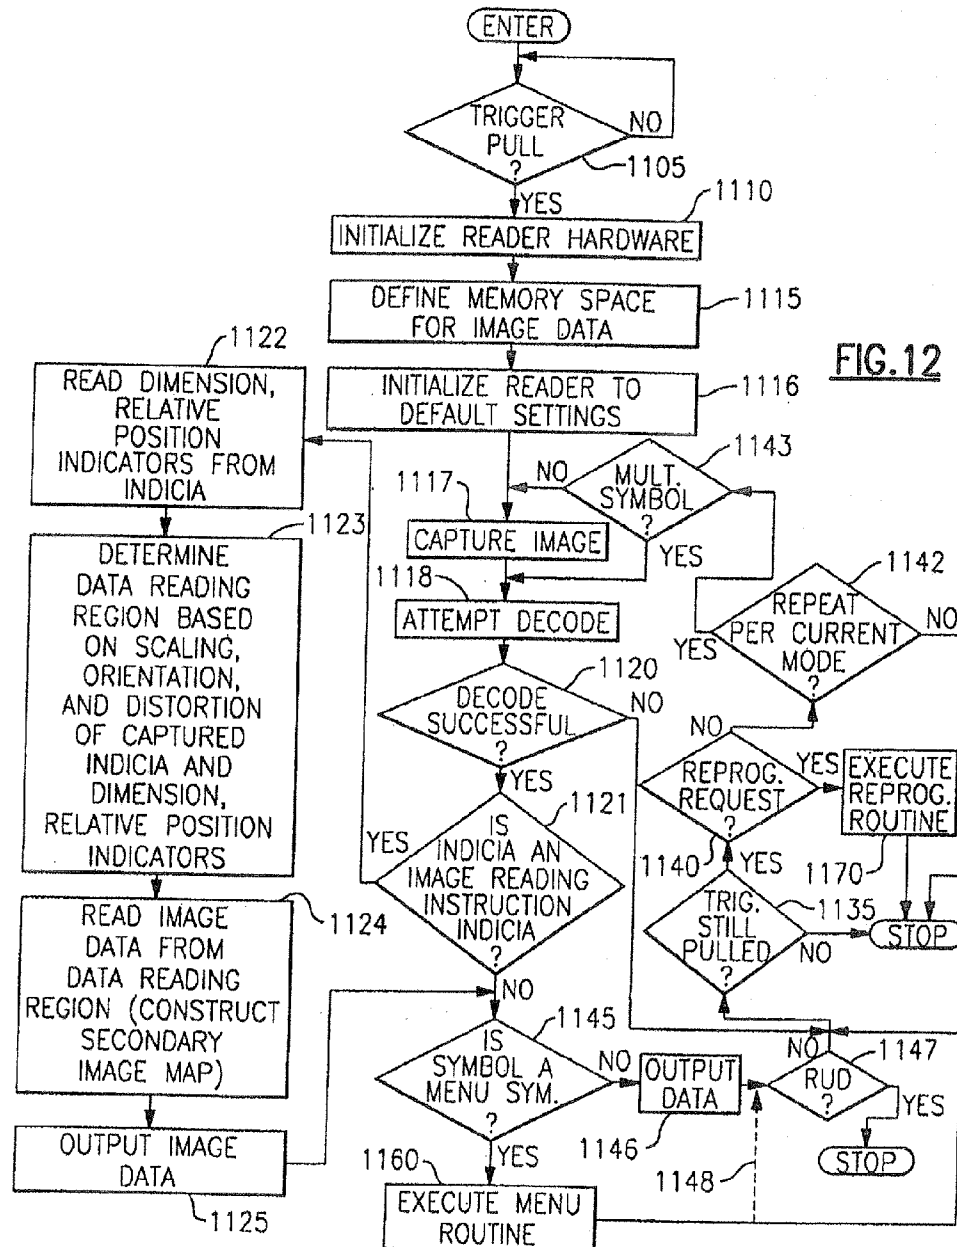 ENTER
TRIGGER
PULL
?
NO
1105
YES
1110
INITIALIZE READER HARDWARE
DEFINE MEMORY SPACE
FOR IMAGE DATA
1115
FIG.12
INITIALIZE READER TO
DEFAULT SETTINGS
1116
1122
READ DIMENSION,
RELATIVE
POSITION
INDICATORS FROM
INDICIA
1123
DETERMINE
DATA READING
REGION BASED
ON SCALING,
ORIENTATION,
AND DISTORTION
OF CAPTURED
INDICIA AND
DIMENSION,
RELATIVE POSITION
INDICATORS
1124
READ IMAGE
DATA FROM
DATA READING
REGION (CONSTRUCT
SECONDARY
IMAGE MAP)
OUTPUT IMAGE
DATA
1125
1143
NO
MULT.
SYMBOL
?
YES
1117
CAPTURE IMAGE
1118
ATTEMPT DECODE
1120
DECODE
SUCCESSFUL
?
NO
YES
1142
REPEAT
PER CURRENT
MODE
?
NO
YES
NO
REPROG.
REQUEST
?
YES
1140
EXECUTE
REPROG.
ROUTINE
1170
1121
YES
IS
INDICIA AN
IMAGE READING
INSTRUCTION
INDICIA
?
NO
YES
TRIG.
STILL
PULLED
?
1135
NO
STOP
1145
IS
SYMBOL A
MENU SYM.
?
NO
YES
OUTPUT
DATA
1146
NO
1147
RUD
?
YES
STOP
1148
1160
EXECUTE MENU
ROUTINE